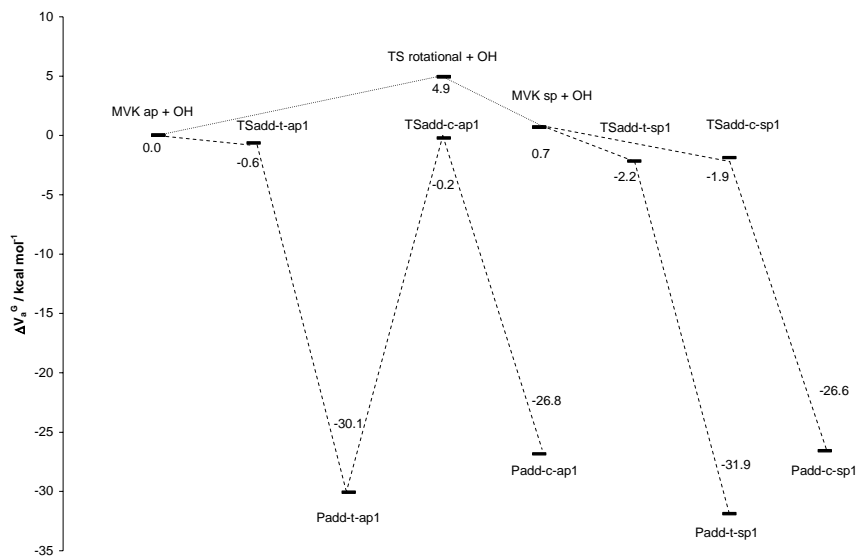 10
5
0
-5
-10
-15
-20
-25
-30
-35
ΔVₐᴳ / kcal mol⁻¹
TS rotational + OH
4.9
MVK ap + OH
0.0
MVK sp + OH
0.7
TSadd-t-ap1
-0.6
TSadd-c-ap1
-0.2
TSadd-t-sp1
-2.2
TSadd-c-sp1
-1.9
-30.1
Padd-t-ap1
-26.8
Padd-c-ap1
-31.9
Padd-t-sp1
-26.6
Padd-c-sp1